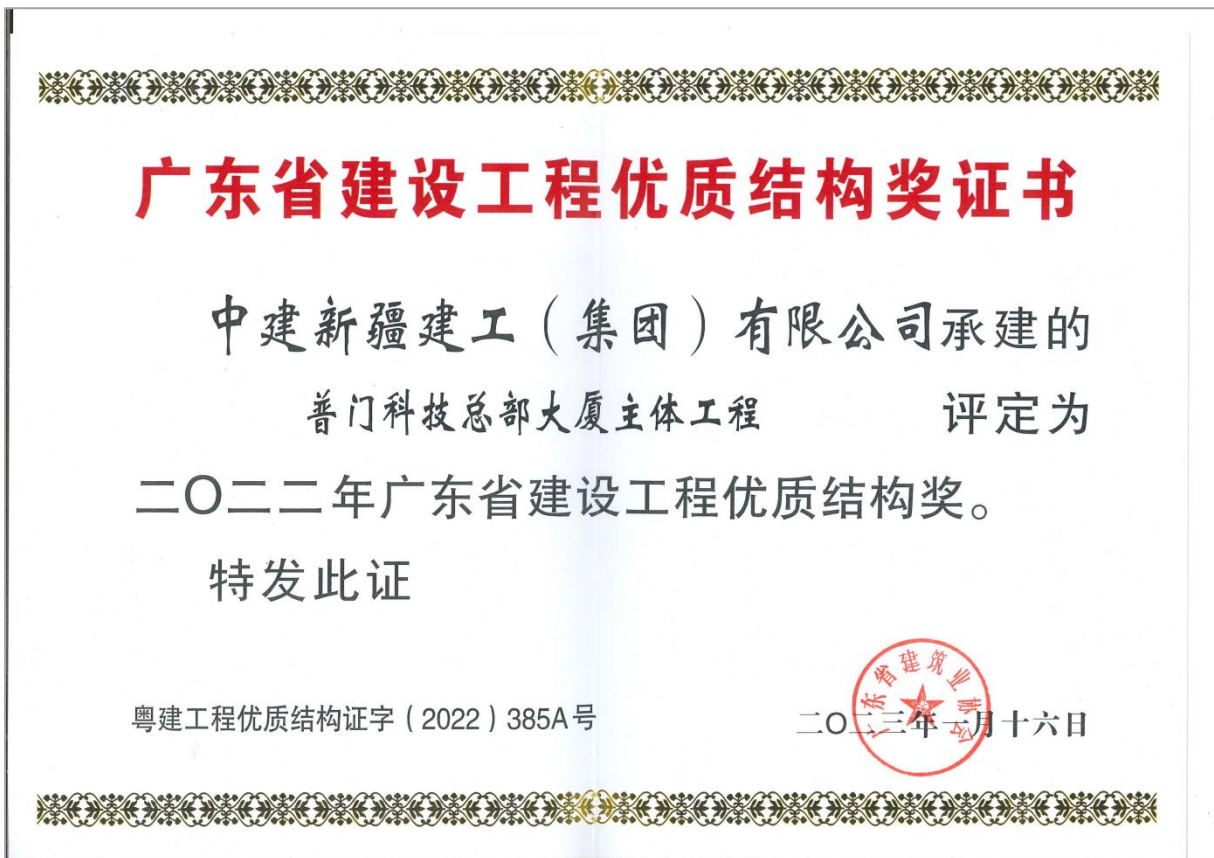 广东省建设工程优质结构奖证书
中建新疆建工（集团）有限公司承建的
普门科技总部大厦主体工程 评定为
二〇二二年广东省建设工程优质结构奖。
特发此证
粤建工程优质结构证字（2022）385A号
二〇二三年一月十六日
广东省建筑业协会